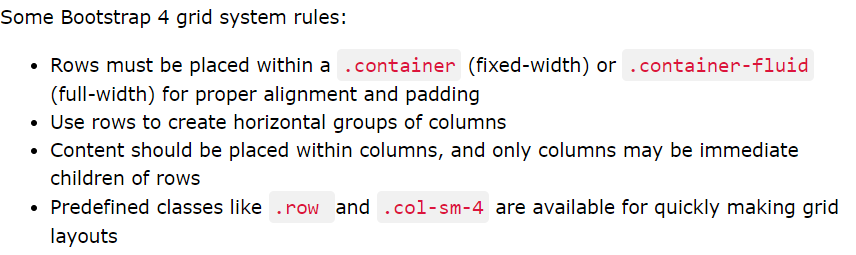 Some Bootstrap 4 grid system rules:
• Rows must be placed within a .container (fixed-width) or .container-fluid
(full-width) for proper alignment and padding
• Use rows to create horizontal groups of columns
• Content should be placed within columns, and only columns may be immediate
children of rows
• Predefined classes like .row and .col-sm-4 are available for quickly making grid
layouts